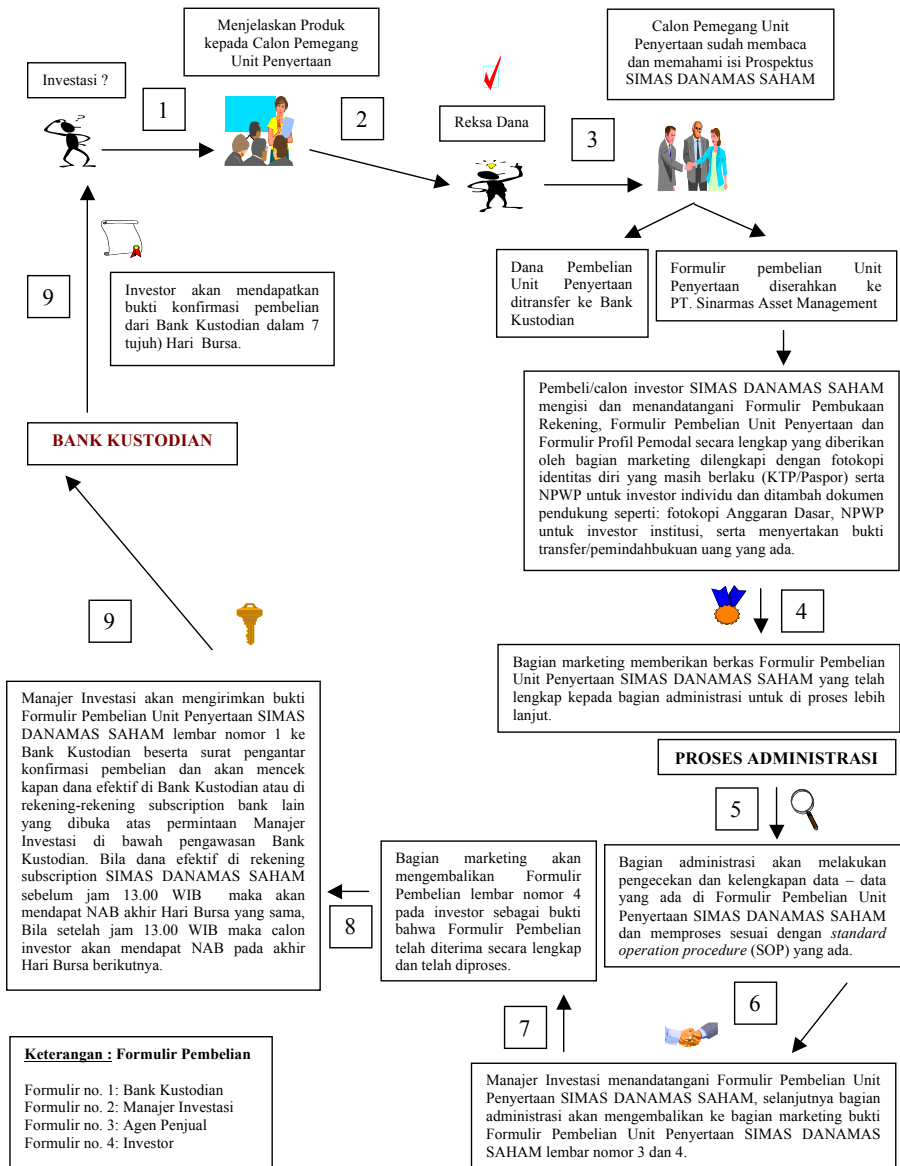 Investasi ?
1
Menjelaskan Produk
kepada Calon Pemegang
Unit Penyertaan
2
Reksa Dana
3
Calon Pemegang Unit
Penyertaan sudah membaca
dan memahami isi Prospektus
SIMAS DANAMAS SAHAM
Dana Pembelian
Unit Penyertaan
ditransfer ke Bank
Kustodian
Formulir pembelian Unit
Penyertaan diserahkan ke
PT. Sinarmas Asset Management
Pembeli/calon investor SIMAS DANAMAS SAHAM
mengisi dan menandatangani Formulir Pembukaan
Rekening, Formulir Pembelian Unit Penyertaan dan
Formulir Profil Pemodal secara lengkap yang diberikan
oleh bagian marketing dilengkapi dengan fotokopi
identitas diri yang masih berlaku (KTP/Paspor) serta
NPWP untuk investor individu dan ditambah dokumen
pendukung seperti: fotokopi Anggaran Dasar, NPWP
untuk investor institusi, serta menyertakan bukti
transfer/pemindahbukuan uang yang ada.
4
Bagian marketing memberikan berkas Formulir Pembelian
Unit Penyertaan SIMAS DANAMAS SAHAM yang telah
lengkap kepada bagian administrasi untuk di proses lebih
lanjut.
PROSES ADMINISTRASI
5
Bagian administrasi akan melakukan
pengecekan dan kelengkapan data – data
yang ada di Formulir Pembelian Unit
Penyertaan SIMAS DANAMAS SAHAM
dan memproses sesuai dengan standard
operation procedure (SOP) yang ada.
6
Manajer Investasi menandatangani Formulir Pembelian Unit
Penyertaan SIMAS DANAMAS SAHAM, selanjutnya bagian
administrasi akan mengembalikan ke bagian marketing bukti
Formulir Pembelian Unit Penyertaan SIMAS DANAMAS
SAHAM lembar nomor 3 dan 4.
7
Bagian marketing akan
mengembalikan Formulir
Pembelian lembar nomor 4
pada investor sebagai bukti
bahwa Formulir Pembelian
telah diterima secara lengkap
dan telah diproses.
8
Manajer Investasi akan mengirimkan bukti
Formulir Pembelian Unit Penyertaan SIMAS
DANAMAS SAHAM lembar nomor 1 ke
Bank Kustodian beserta surat pengantar
konfirmasi pembelian dan akan mencek
kapan dana efektif di Bank Kustodian atau di
rekening-rekening subscription bank lain
yang dibuka atas permintaan Manajer
Investasi di bawah pengawasan Bank
Kustodian. Bila dana efektif di rekening
subscription SIMAS DANAMAS SAHAM
sebelum jam 13.00 WIB maka akan
mendapat NAB akhir Hari Bursa yang sama,
Bila setelah jam 13.00 WIB maka calon
investor akan mendapat NAB pada akhir
Hari Bursa berikutnya.
9
BANK KUSTODIAN
9
Investor akan mendapatkan
bukti konfirmasi pembelian
dari Bank Kustodian dalam 7
tujuh) Hari Bursa.
Keterangan : Formulir Pembelian
Formulir no. 1: Bank Kustodian
Formulir no. 2: Manajer Investasi
Formulir no. 3: Agen Penjual
Formulir no. 4: Investor